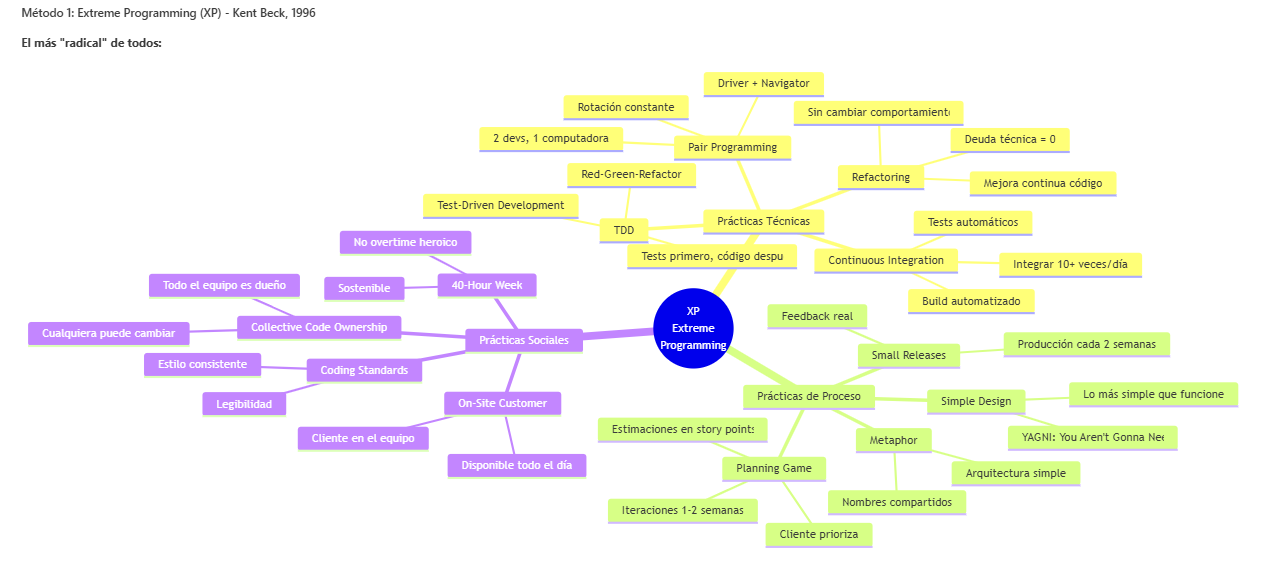 Método 1: Extreme Programming (XP) - Kent Beck, 1996
El más "radical" de todos:
XP
Extreme
Programming
Prácticas Técnicas
Pair Programming
Driver + Navigator
Rotación constante
2 devs, 1 computadora
TDD
Red-Green-Refactor
Test-Driven Development
Tests primero, código despu
Refactoring
Sin cambiar comportamient
Deuda técnica = 0
Mejora continua código
Continuous Integration
Tests automáticos
Integrar 10+ veces/día
Build automatizado
Prácticas Sociales
40-Hour Week
No overtime heroico
Sostenible
Collective Code Ownership
Todo el equipo es dueño
Cualquiera puede cambiar
Coding Standards
Estilo consistente
Legibilidad
On-Site Customer
Cliente en el equipo
Disponible todo el día
Prácticas de Proceso
Small Releases
Feedback real
Producción cada 2 semanas
Simple Design
Lo más simple que funcione
YAGNI: You Aren't Gonna Nee
Metaphor
Arquitectura simple
Nombres compartidos
Planning Game
Estimaciones en story points
Iteraciones 1-2 semanas
Cliente prioriza